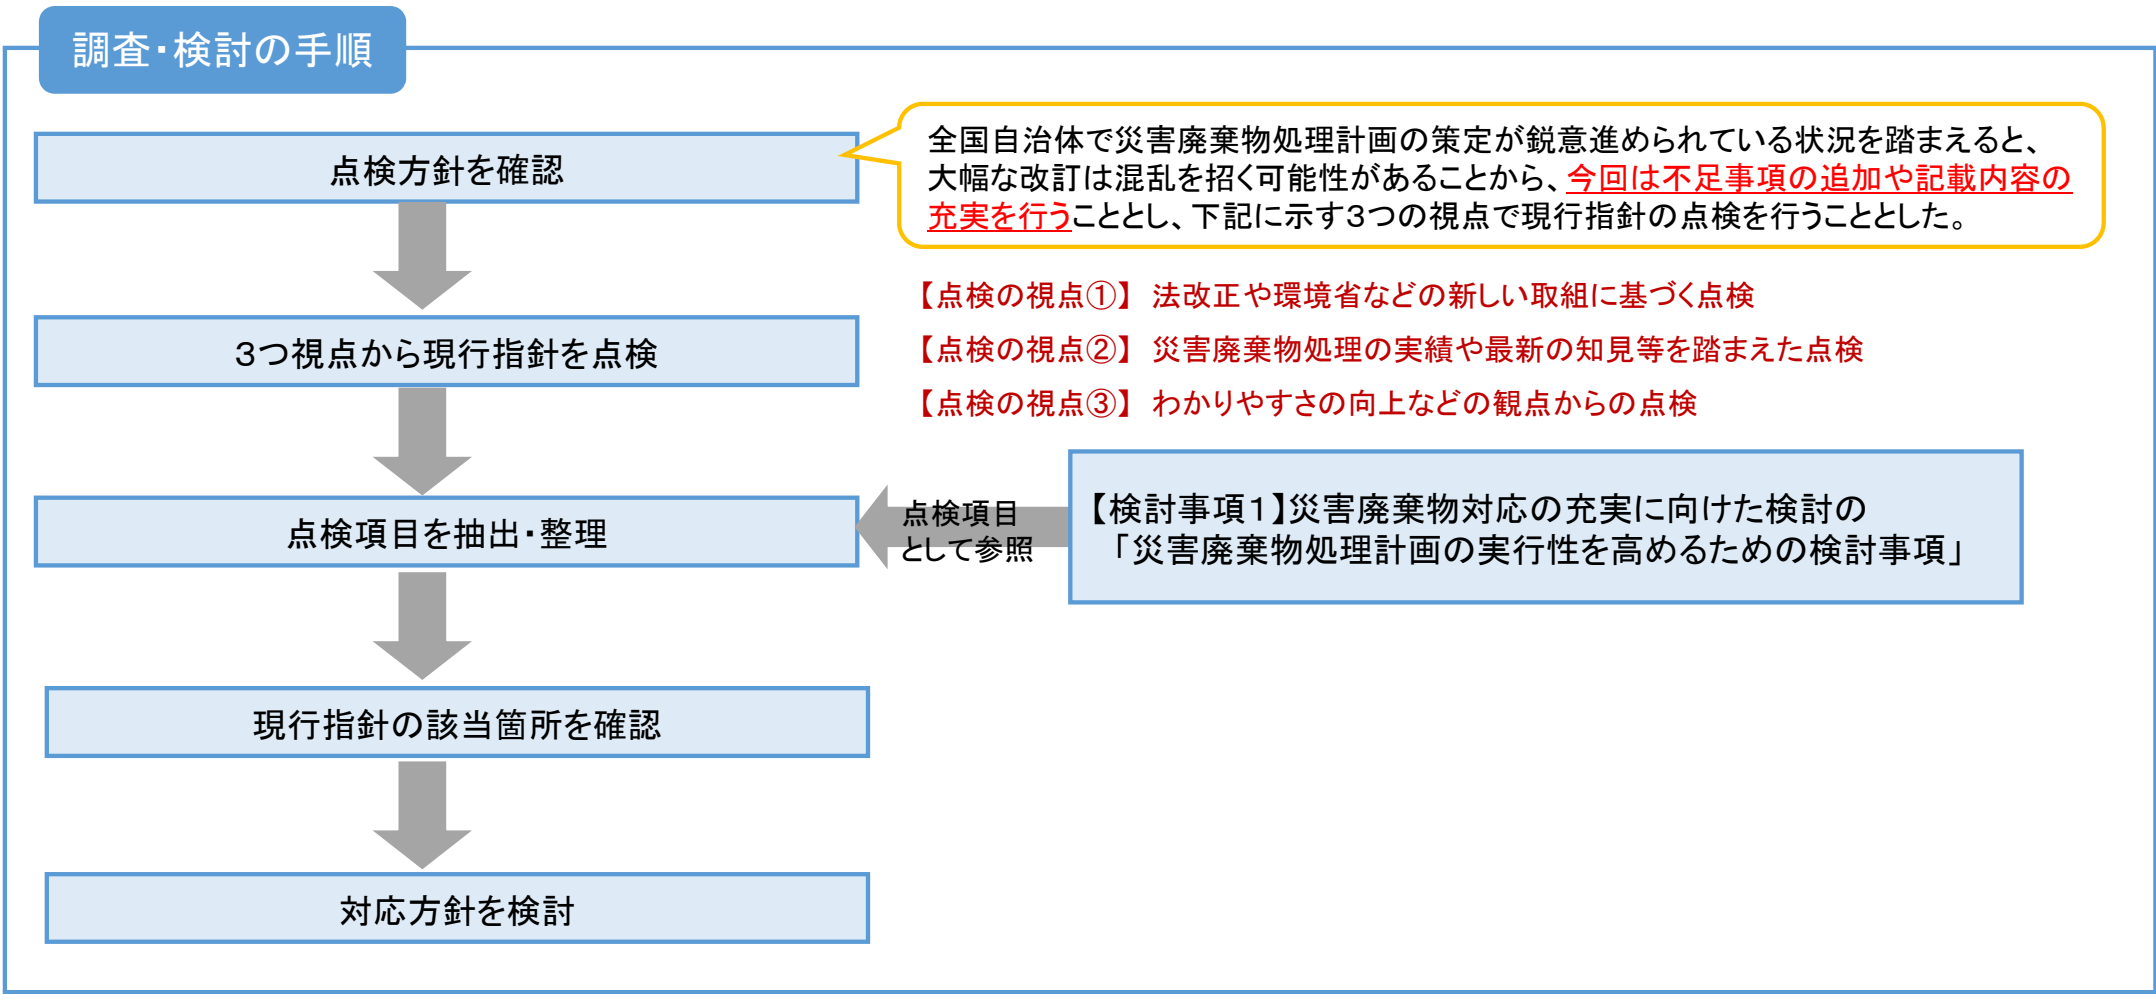 調査・検討の手順
点検方針を確認
全国自治体で災害廃棄物処理計画の策定が鋭意進められている状況を踏まえると、
大幅な改訂は混乱を招く可能性があることから、今回は不足事項の追加や記載内容の
充実を行うこととし、下記に示す3つの視点で現行指針の点検を行うこととした。
【点検の視点①】 法改正や環境省などの新しい取組に基づく点検
3つ視点から現行指針を点検
【点検の視点②】 災害廃棄物処理の実績や最新の知見等を踏まえた点検
【点検の視点③】 わかりやすさの向上などの観点からの点検
点検項目を抽出・整理
点検項目
として参照
【検討事項1】災害廃棄物対応の充実に向けた検討の
「災害廃棄物処理計画の実行性を高めるための検討事項」
現行指針の該当箇所を確認
対応方針を検討